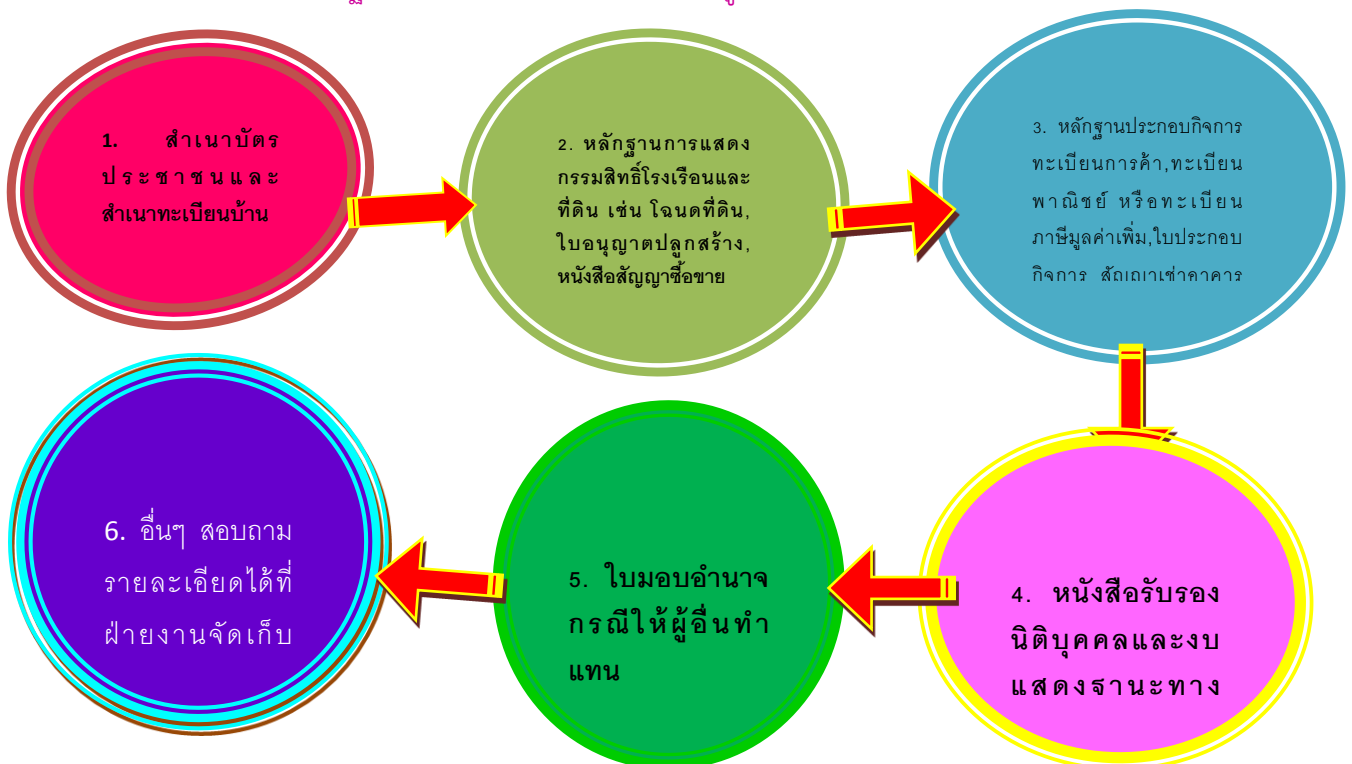 1. สำเนาบัตร
ประชาชนและ
สำเนาทะเบียนบ้าน
2. หลักฐานการแสดง
กรรมสิทธิ์โรงเรือนและ
ที่ดิน เช่น โฉนดที่ดิน,
ใบอนุญาตปลูกสร้าง,
หนังสือสัญญาซื้อขาย
3. หลักฐานประกอบกิจการ
ทะเบียนการค้า,ทะเบียน
พาณิชย์ หรือทะเบียน
ภาษีมูลค่าเพิ่ม,ใบประกอบ
กิจการ สัญญาเช่าอาคาร
4. หนังสือรับรอง
นิติบุคคลและงบ
แสดงฐานะทาง
5. ใบมอบอำนาจ
กรณีให้ผู้อื่นทำ
แทน
6. อื่นๆ สอบถาม
รายละเอียดได้ที่
ฝ่ายงานจัดเก็บ